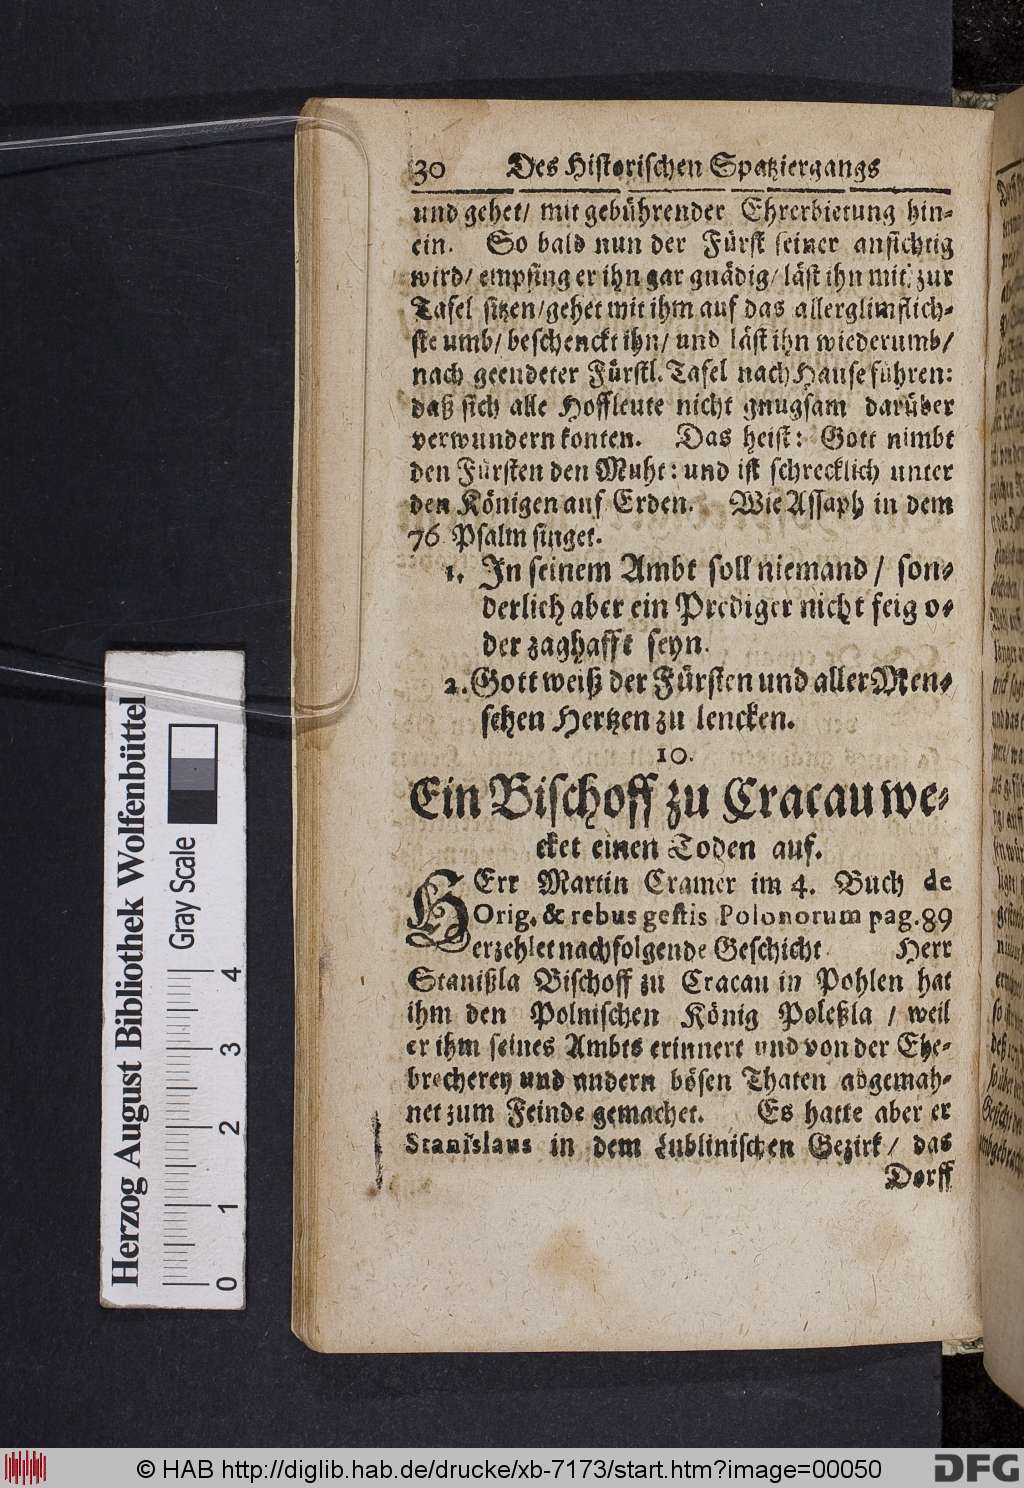 30 Des Historischen Spatziergangs
und gehet/ mit gebührender Ehrerbietung hin-
ein. So bald nun der Fürst seiner ansichtig
wird/ empfing er ihn gar gnädig/ läst ihn mit zur
Tafel sitzen/ gehet mit ihm auf das allerglimflich-
ste umb/ beschenckt ihn/ und läst ihn wiederumb/
nach geendeter Fürstl. Tafel nach Hause führen:
daß sich alle Hoffleute nicht gnugsam darüber
verwundern konten. Das heist: Gott nimbt
den Fürsten den Muht: und ist schrecklich unter
den Königen auf Erden. Wie Assaph in dem
76 Psalm singet.
1. In seinem Ambt soll niemand/ son-
derlich aber ein Prediger nicht feig o-
der zaghafft seyn.
2. Gott weiß der Fürsten und aller Men-
schen Hertzen zu lencken.
10.
Ein Bischoff zu Cracau we-
cket einen Toden auf.
HErr Martin Cramer im 4. Buch de
Orig. & rebus gestis Polonorum pag. 89
erzehlet nachfolgende Geschicht. Herr
Stanißla Bischoff zu Cracau in Pohlen hat
ihm den Polnischen König Poleßla / weil
er ihm seines Ambts erinnert und von der Ehe-
brecherey und andern bösen Thaten abgemah-
net zum Feinde gemachet. Es hatte aber er
Stanislaus in dem Lublinischen Gezirk/ das
Dorff
Herzog August Bibliothek Wolfenbüttel
Gray Scale
0 1 2 3 4
© HAB http://diglib.hab.de/drucke/xb-7173/start.htm?image=00050
DFG